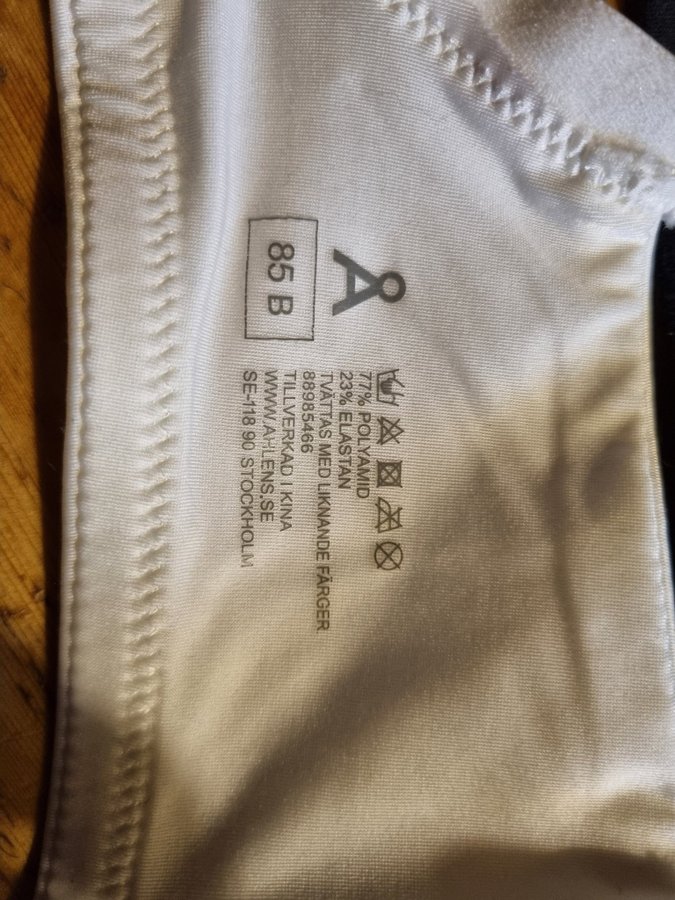 Å
85 B
77% POLYAMID
23% ELASTAN
TVÄTTAS MED LIKNANDE FÄRGER
88985466
TILLVERKAD I KINA
WWW.AHLENS.SE
SE-118 90 STOCKHOLM